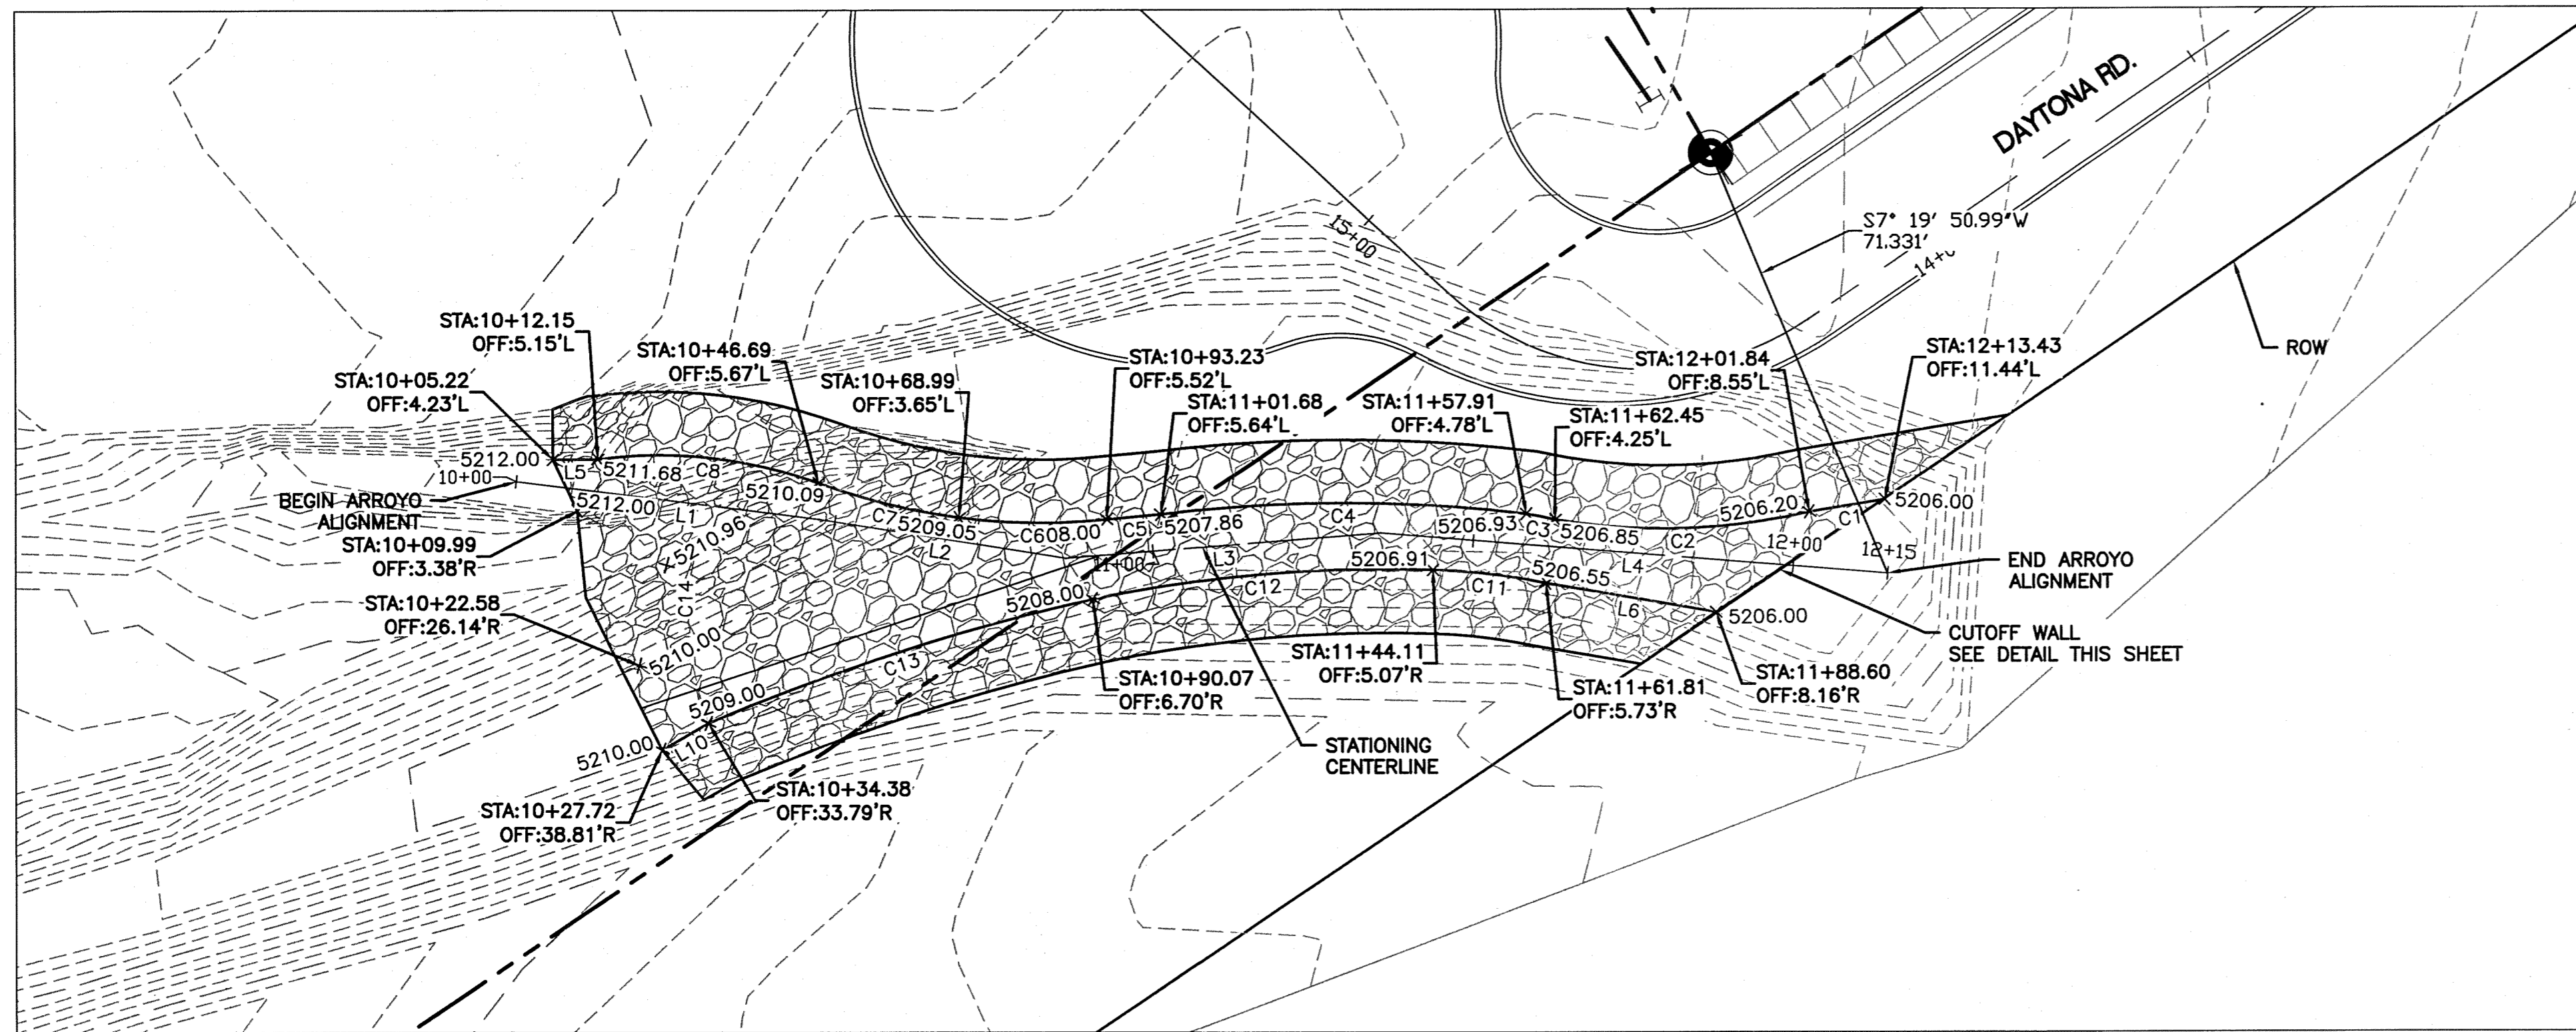 DAYTONA RD.
S7° 19' 50.99"W
71.331'
15+00
ROW
STA:10+12.15
OFF:5.15'L
STA:10+46.69
OFF:5.67'L
STA:10+68.99
OFF:3.65'L
STA:10+93.23
OFF:5.52'L
STA:11+01.68
OFF:5.64'L
STA:11+57.91
OFF:4.78'L
STA:11+62.45
OFF:4.25'L
STA:12+01.84
OFF:8.55'L
STA:12+13.43
OFF:11.44'L
STA:10+05.22
OFF:4.23'L
5212.00
L5
5211.68
C8
5210.09
10+00
BEGIN ARROYO
ALIGNMENT
5212.00
L1
C7
5209.05
L2
C6
08.00
C5
5207.86
C4
5206.93
C3
5206.85
C2
5206.20
C1
5206.00
12+00
12+15
END ARROYO
ALIGNMENT
STA:10+09.99
OFF:3.38'R
5210.96
C14
11+00
L3
L4
5206.91
5206.55
C12
C11
L6
5208.00
5206.00
CUTOFF WALL
SEE DETAIL THIS SHEET
STA:10+22.58
OFF:26.14'R
5210.00
C13
5209.00
L10
5210.00
STA:11+44.11
OFF:5.07'R
STA:10+90.07
OFF:6.70'R
STA:11+61.81
OFF:5.73'R
STA:11+88.60
OFF:8.16'R
STATIONING
CENTERLINE
STA:10+34.38
OFF:33.79'R
STA:10+27.72
OFF:38.81'R